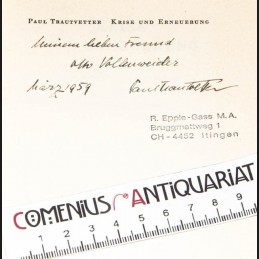 PAUL TRAUTVETTER KRISE UND ERNEUERUNG
Meinem lieben Freund
Otto Vollenweider
März 1959 Paul Trautvetter
R. Epple-Gass M.A.
Bruggmattweg 1
CH - 4452 Itingen
COMENIUS-ANTIQUARIAT
1 2 3 4 5 6 7 8 9